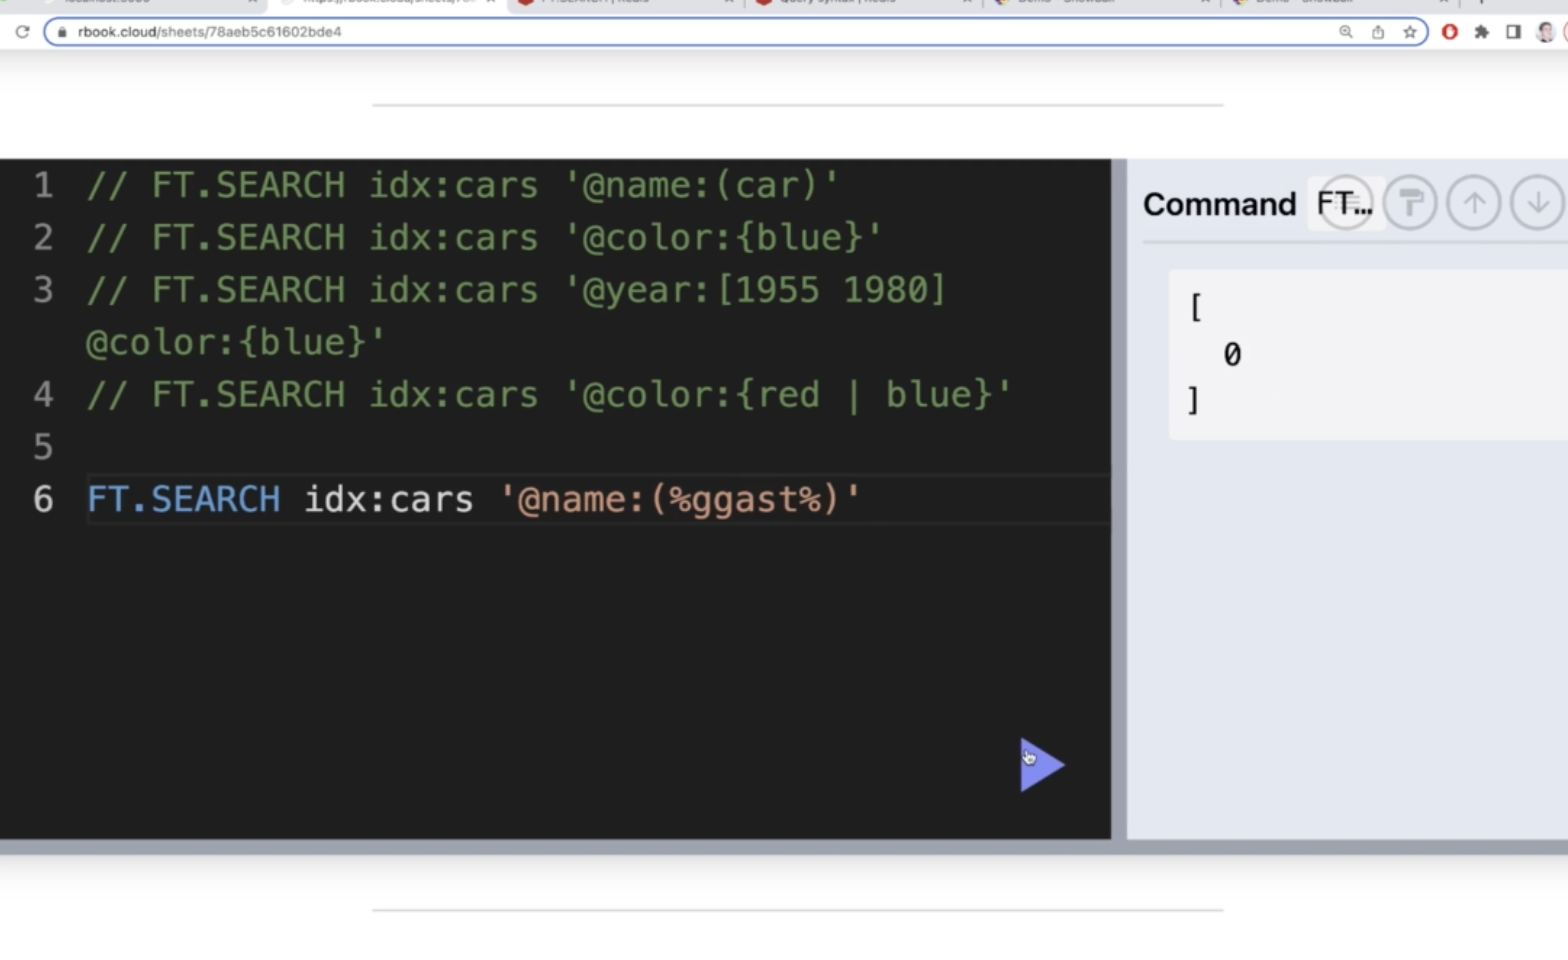 rbook.cloud/sheets/78aeb5c61602bde4
1 // FT.SEARCH idx:cars '@name:(car)'
2 // FT.SEARCH idx:cars '@color:{blue}'
3 // FT.SEARCH idx:cars '@year:[1955 1980]
@color:{blue}'
4 // FT.SEARCH idx:cars '@color:{red | blue}'
5
6 FT.SEARCH idx:cars '@name:(%ggast%)'
Command FT...
[
0
]